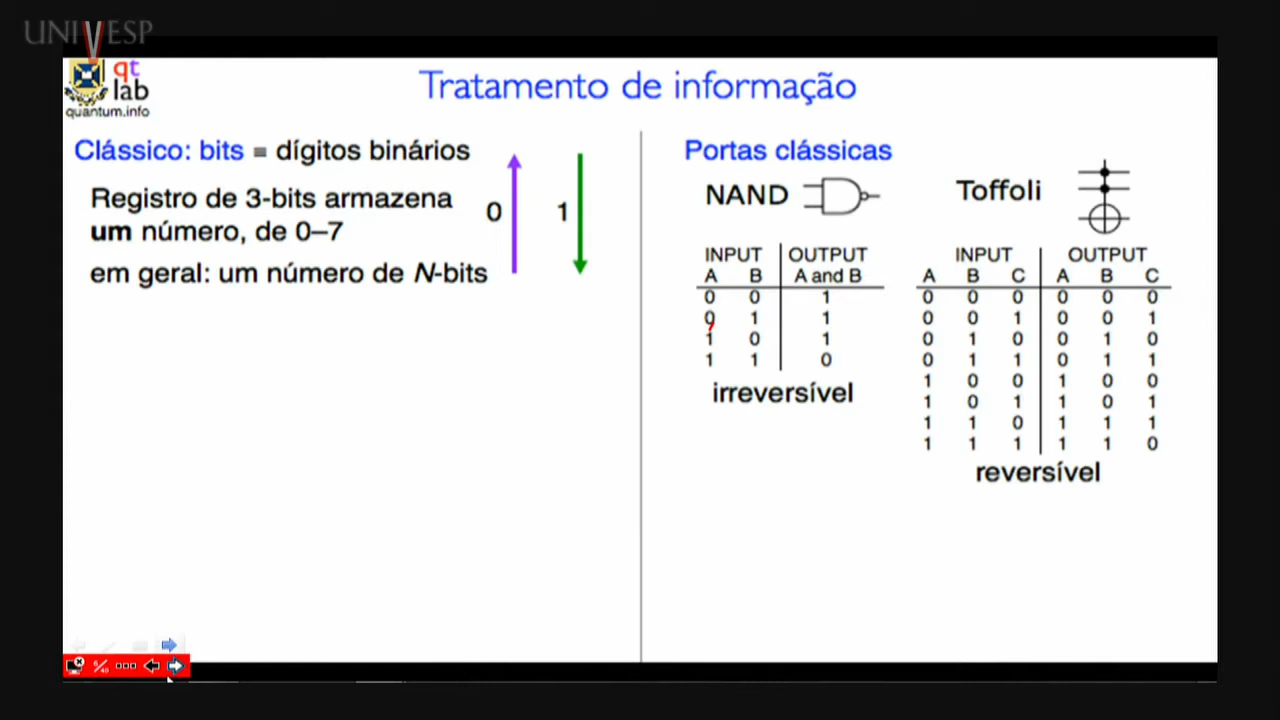 UNIVESP
qt
lab
quantum.info
Tratamento de informação
Clássico: bits = dígitos binários
Registro de 3-bits armazena
um número, de 0–7
em geral: um número de N-bits
0 1
Portas clássicas
NAND
INPUT OUTPUT
A B A and B
0 0 1
0 1 1
1 0 1
1 1 0
irreversível
Toffoli
INPUT OUTPUT
A B C A B C
0 0 0 0 0 0
0 0 1 0 0 1
0 1 0 0 1 0
0 1 1 0 1 1
1 0 0 1 0 0
1 0 1 1 0 1
1 1 0 1 1 1
1 1 1 1 1 0
reversível